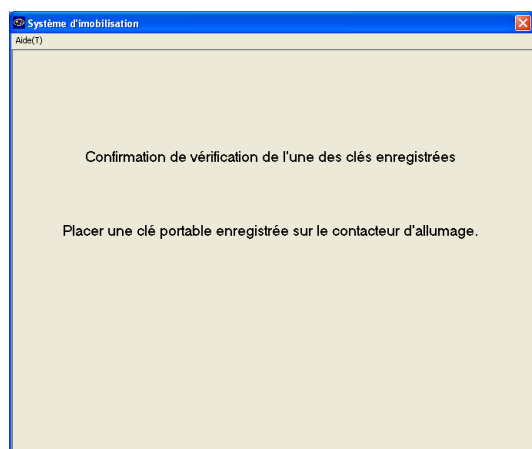 Système d'imobilisation
Aide(T)
Confirmation de vérification de l'une des clés enregistrées
Placer une clé portable enregistrée sur le contacteur d'allumage.